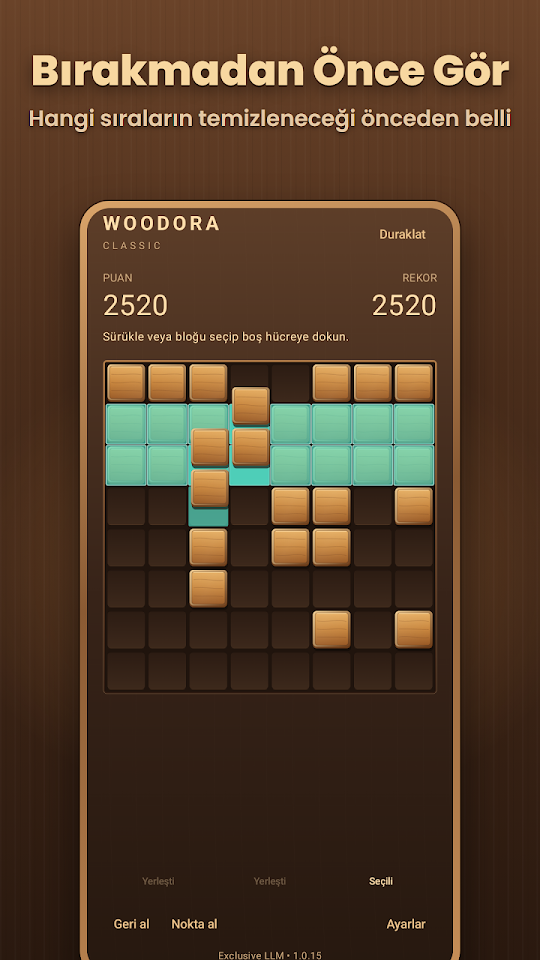 Bırakmadan Önce Gör
Hangi sıraların temizleneceği önceden belli
WOODORA
CLASSIC
Duraklat
PUAN
REKOR
2520
2520
Sürükle veya bloğu seçip boş hücreye dokun.
Yerleşti
Yerleşti
Seçili
Geri al
Nokta al
Ayarlar
Exclusive LLM • 1.0.15